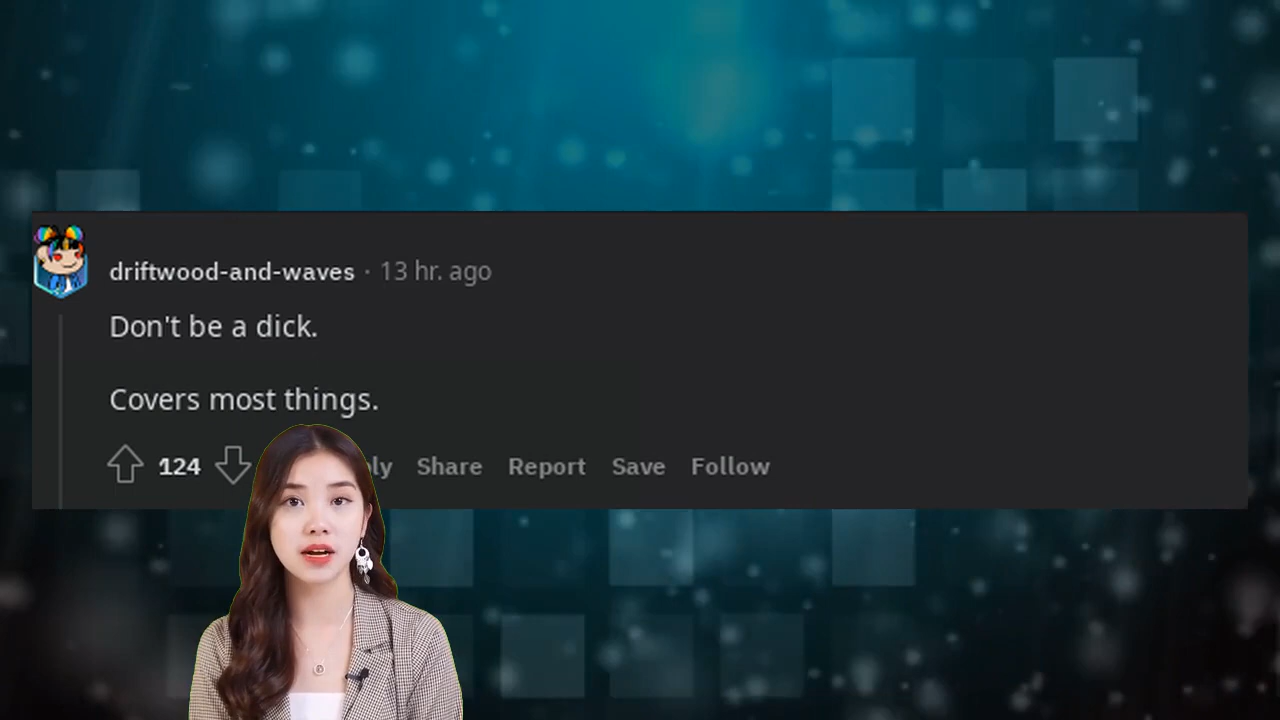 driftwood-and-waves · 13 hr. ago
Don't be a dick.
Covers most things.
124 Share Report Save Follow